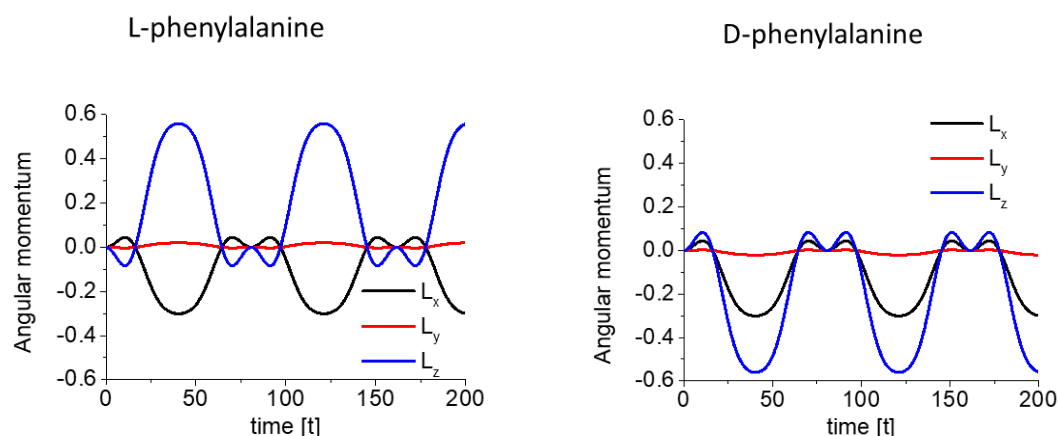 L-phenylalanine
0.6
0.4
0.2
0.0
-0.2
-0.4
-0.6
Angular momentum
Lx
Ly
Lz
0
50
100
150
200
time [t]
D-phenylalanine
0.6
0.4
0.2
0.0
-0.2
-0.4
-0.6
Angular momentum
Lx
Ly
Lz
0
50
100
150
200
time [t]